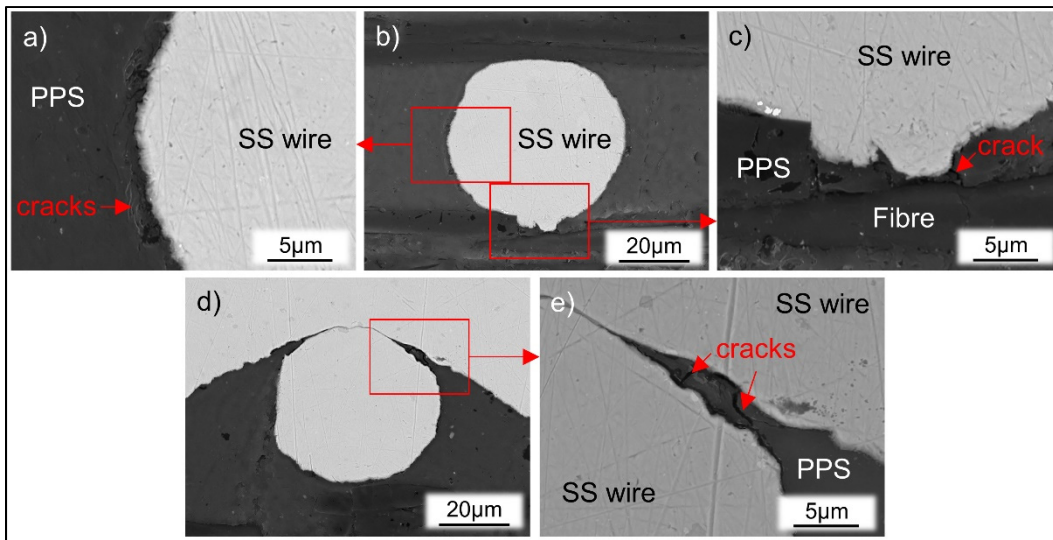 a)
PPS
SS wire
cracks
5µm
b)
SS wire
20µm
c)
SS wire
PPS
crack
Fibre
5µm
d)
20µm
e)
SS wire
cracks
PPS
SS wire
5µm